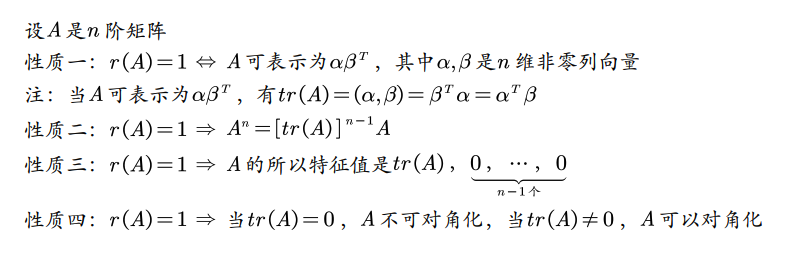 设A是n阶矩阵
性质一：r(A)=1 ⇔ A可表示为αβ^T，其中α,β是n维非零列向量
注：当A可表示为αβ^T，有tr(A)=(α,β)=β^Tα=α^Tβ
性质二：r(A)=1 ⇒ A^n=[tr(A)]^{n-1}A
性质三：r(A)=1 ⇒ A的所以特征值是tr(A)，0，⋯，0
n-1个
性质四：r(A)=1 ⇒ 当tr(A)=0，A不可对角化，当tr(A)≠0，A可以对角化